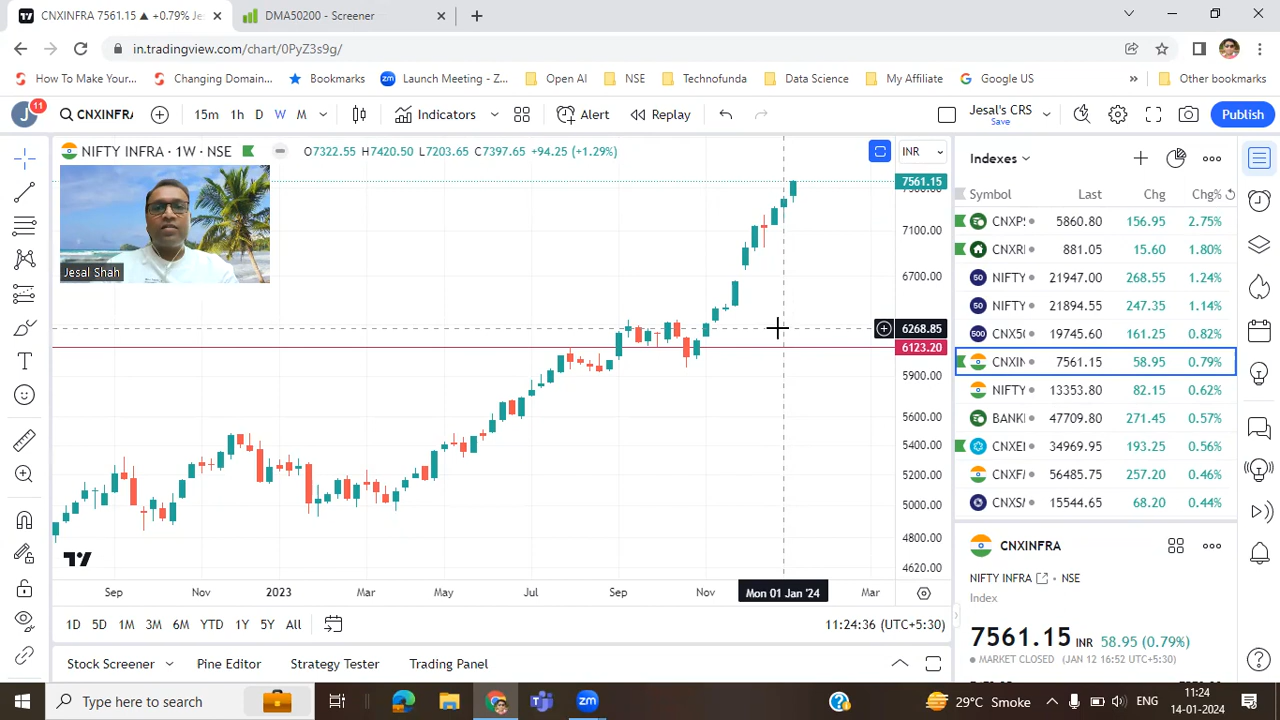 CNXINFRA 7561.15 ▲ +0.79% Jes
DMA50200 - Screener
in.tradingview.com/chart/0PyZ3s9g/
How To Make Your... Changing Domain... Bookmarks Launch Meeting - Z... Open AI NSE Technofunda Data Science My Affiliate Google US » Other bookmarks
J 11 CNXINFRA 15m 1h D W M Indicators Alert Replay Jesal's CRS Save Publish
NIFTY INFRA · 1W · NSE O7322.55 H7420.50 L7203.65 C7397.65 +94.25 (+1.29%) INR
Jesal Shah
7561.15
7100.00
6700.00
6268.85
6123.20
5900.00
5600.00
5400.00
5200.00
5000.00
4800.00
4620.00
Sep Nov 2023 Mar May Jul Sep Nov Mon 01 Jan '24 Mar
1D 5D 1M 3M 6M YTD 1Y 5Y All 11:24:36 (UTC+5:30)
Stock Screener Pine Editor Strategy Tester Trading Panel
Indexes
Symbol Last Chg Chg%
CNXP 5860.80 156.95 2.75%
CNXRI 881.05 15.60 1.80%
50 NIFTY 21947.00 268.55 1.24%
50 NIFTY 21894.55 247.35 1.14%
500 CNX50 19745.60 161.25 0.82%
CNXIN 7561.15 58.95 0.79%
NIFTY 13353.80 82.15 0.62%
BANKI 47709.80 271.45 0.57%
CNXEI 34969.95 193.25 0.56%
CNXFI 56485.75 257.20 0.46%
CNXSI 15544.65 68.20 0.44%
CNXINFRA
NIFTY INFRA · NSE
Index
7561.15 INR 58.95 (0.79%)
MARKET CLOSED (JAN 12 16:52 UTC+5:30)
Type here to search
29°C Smoke ENG 11:24
14-01-2024